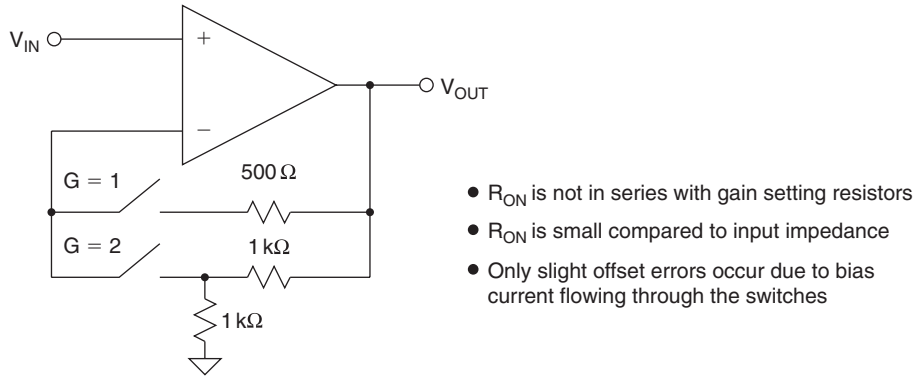 V_IN
+
V_OUT
−
G = 1
500 Ω
G = 2
1 kΩ
1 kΩ
● R_ON is not in series with gain setting resistors
● R_ON is small compared to input impedance
● Only slight offset errors occur due to bias
current flowing through the switches